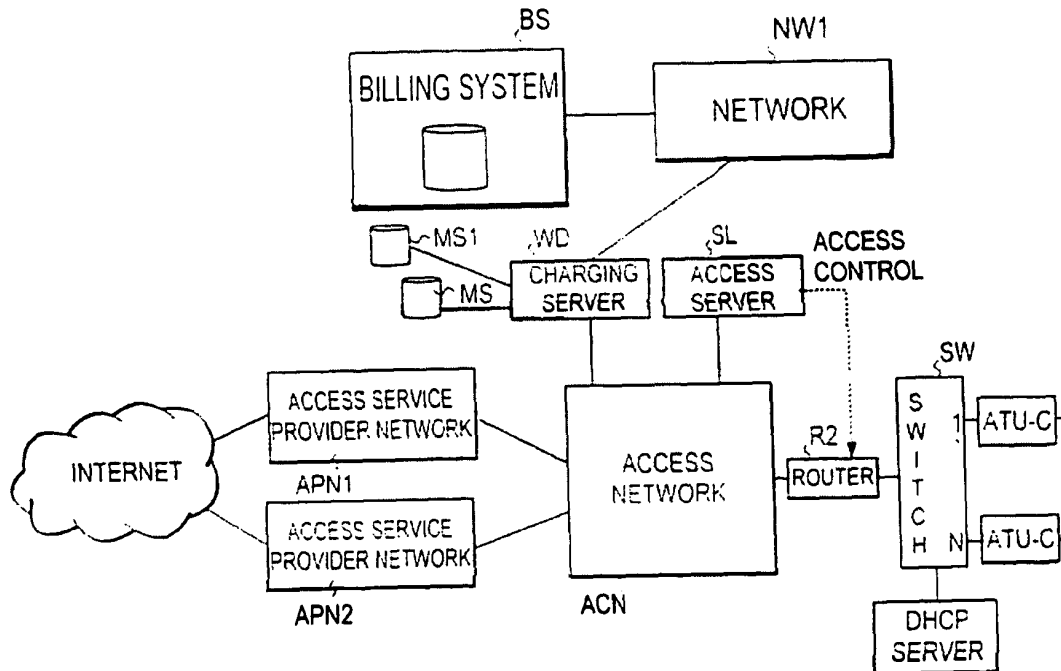 BS
NW1
BILLING SYSTEM
NETWORK
MS1
WD
SL
ACCESS
CONTROL
CHARGING
SERVER
ACCESS
SERVER
MS
SW
ACCESS SERVICE
PROVIDER NETWORK
SWITCH
1
ATU-C
R2
INTERNET
APN1
ACCESS
NETWORK
ROUTER
ACCESS SERVICE
PROVIDER NETWORK
N
ATU-C
APN2
ACN
DHCP
SERVER